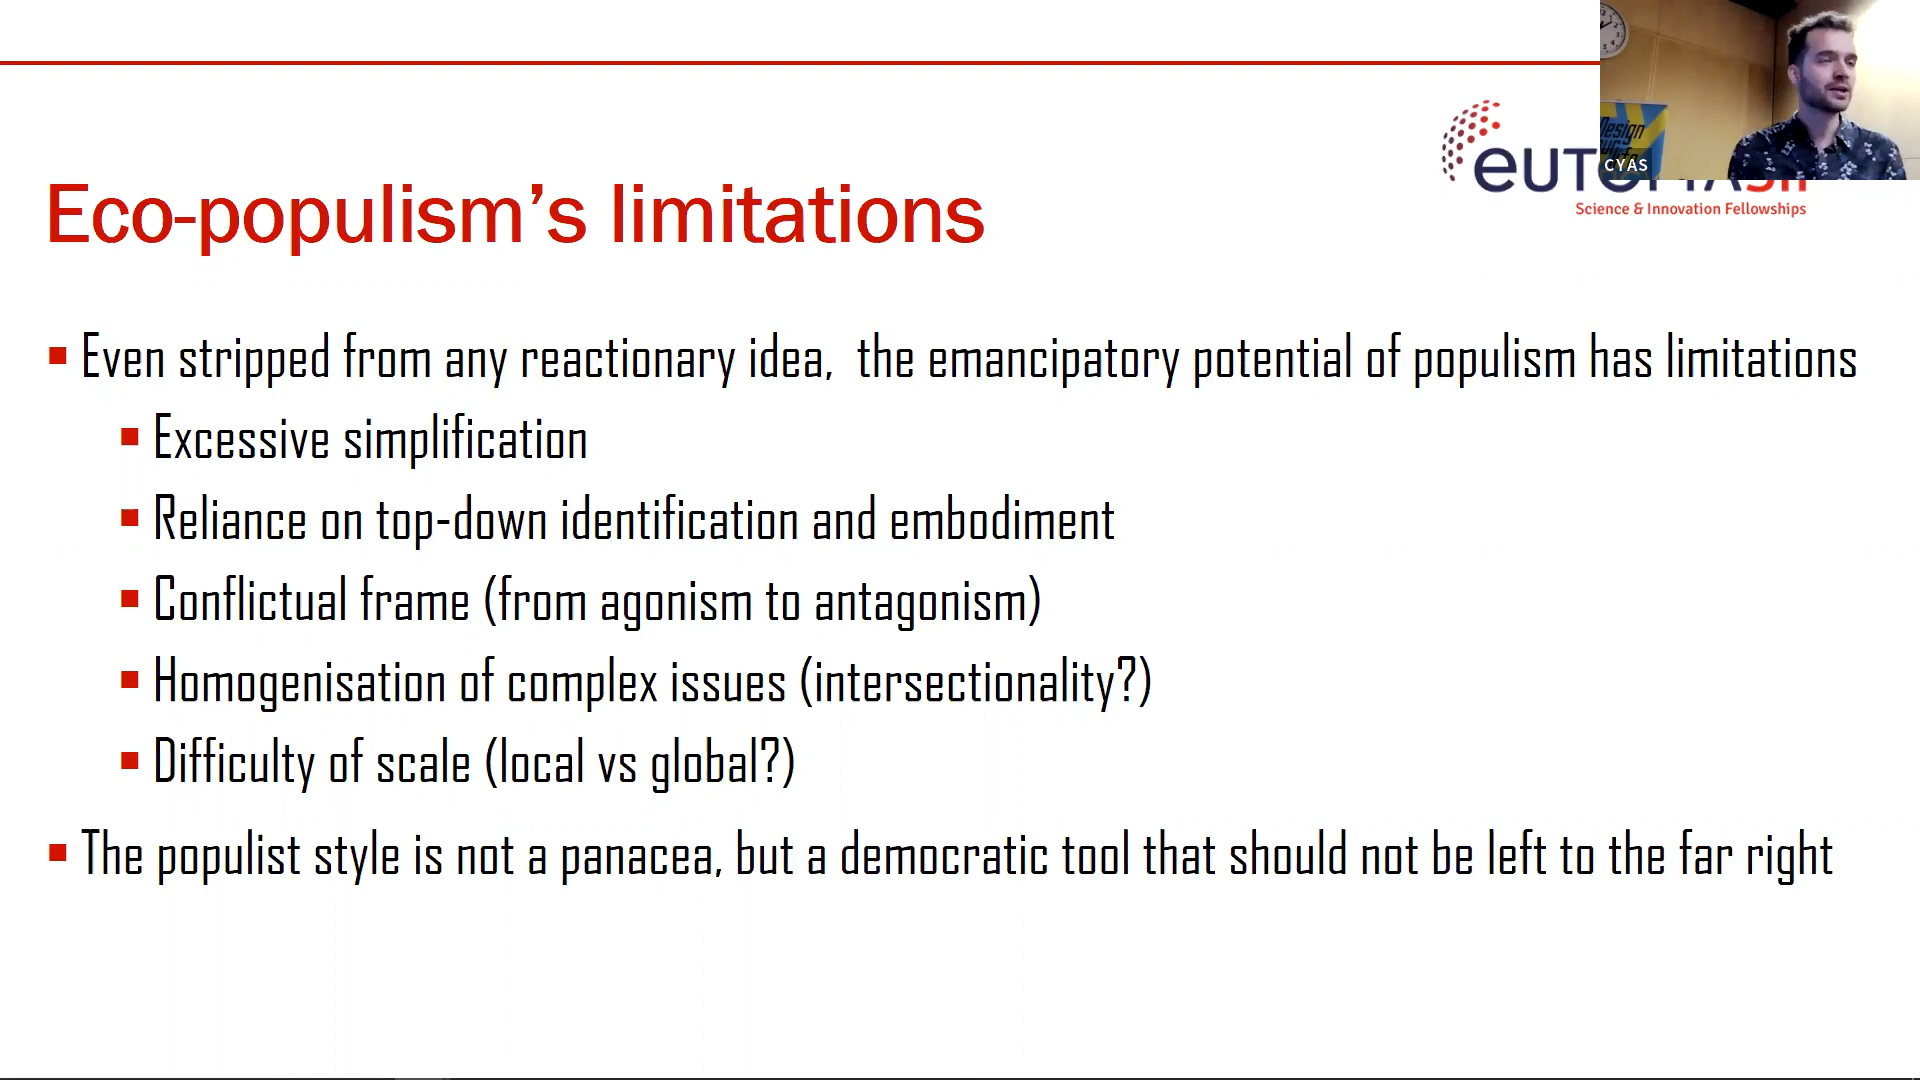 Eco-populism’s limitations
▪ Even stripped from any reactionary idea,  the emancipatory potential of populism has limitations
▪ Excessive simplification
▪ Reliance on top-down identification and embodiment
▪ Conflictual frame (from agonism to antagonism)
▪ Homogenisation of complex issues (intersectionality?)
▪ Difficulty of scale (local vs global?)
▪ The populist style is not a panacea, but a democratic tool that should not be left to the far right
Science & Innovation Fellowships
Design
CYAS